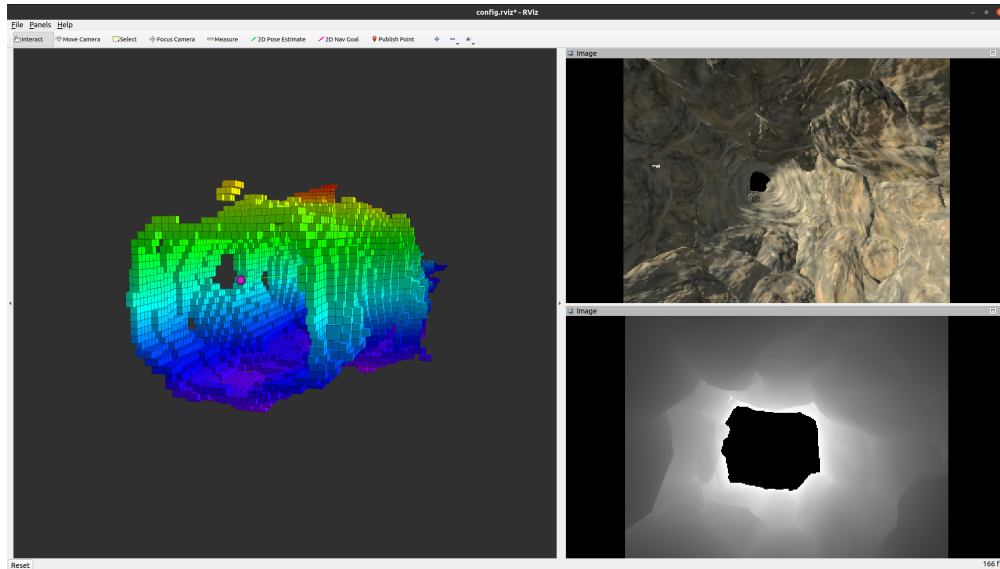 config.rviz* - RViz
File Panels Help
Interact Move Camera Select Focus Camera Measure 2D Pose Estimate 2D Nav Goal Publish Point
Image
Image
Reset
166 f